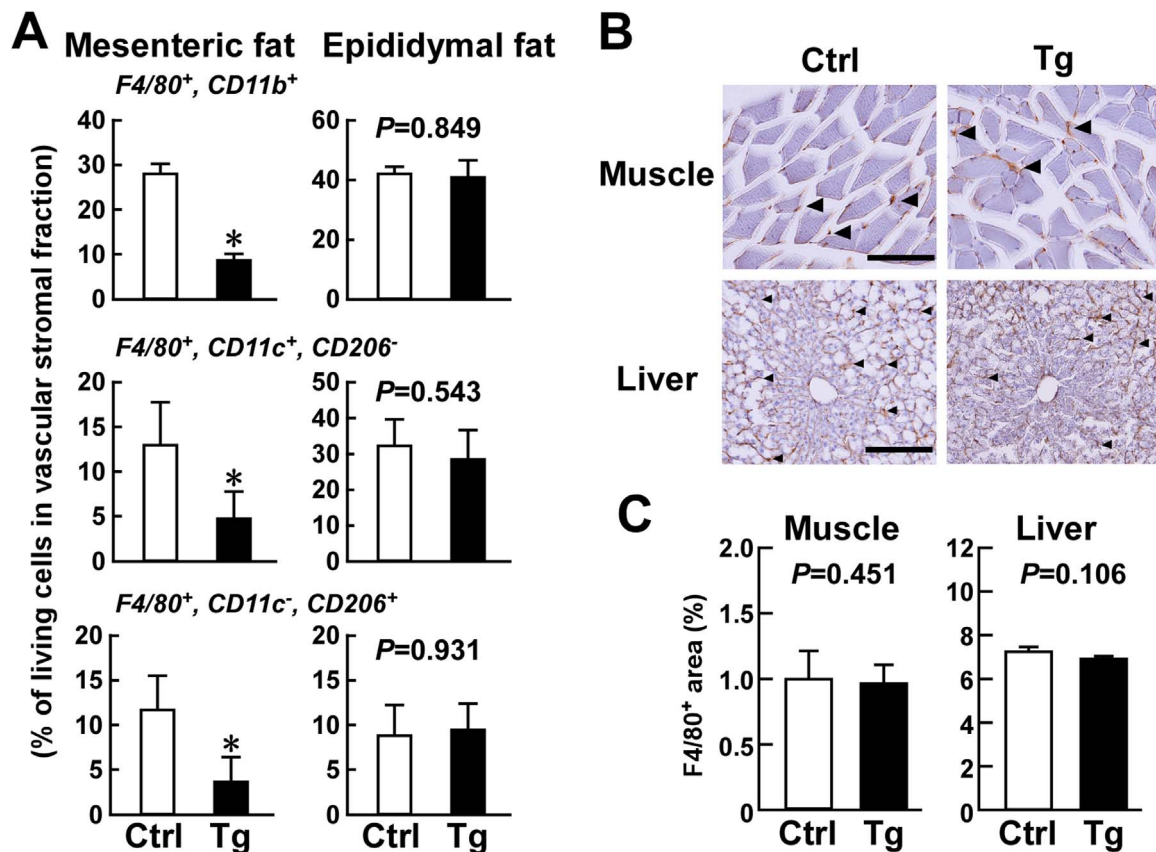 A
Mesenteric fat
Epididymal fat
(% of living cells in vascular stromal fraction)
F4/80⁺, CD11b⁺
40
30
20
10
0
*
60
40
20
0
P=0.849
F4/80⁺, CD11c⁺, CD206⁻
20
15
10
5
0
*
50
40
30
20
10
0
P=0.543
F4/80⁺, CD11c⁻, CD206⁺
20
15
10
5
0
*
Ctrl Tg
20
15
10
5
0
P=0.931
Ctrl Tg
B
Ctrl
Tg
Muscle
Liver
C
F4/80⁺ area (%)
Muscle
P=0.451
2.0
1.5
1.0
0.5
0
Ctrl Tg
Liver
P=0.106
12
10
8
6
4
2
0
Ctrl Tg